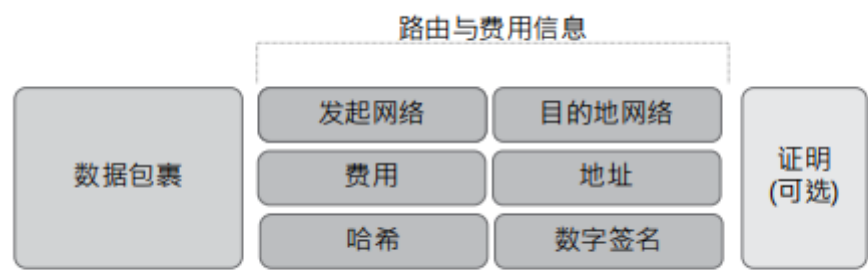 路由与费用信息
数据包裹
发起网络
目的地网络
费用
地址
哈希
数字签名
证明
(可选)